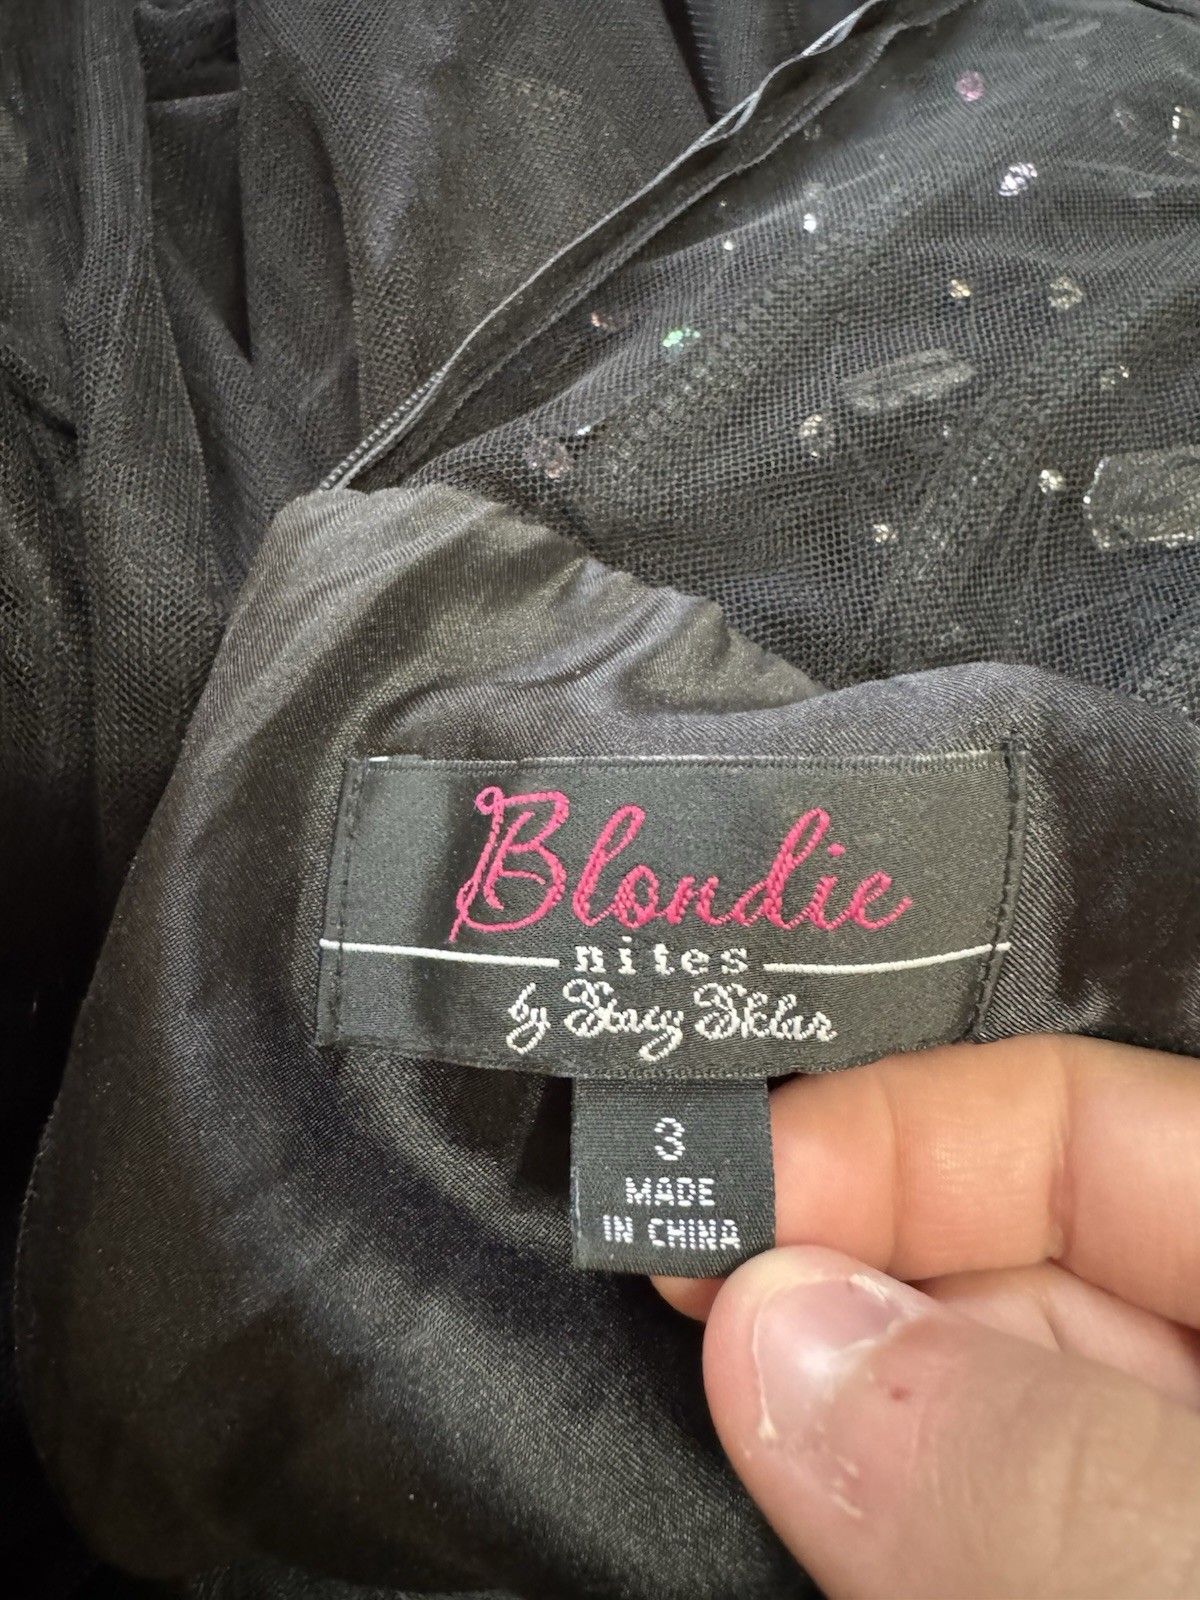 Blondie
nites
by Stacy Sklar
3
MADE
IN CHINA